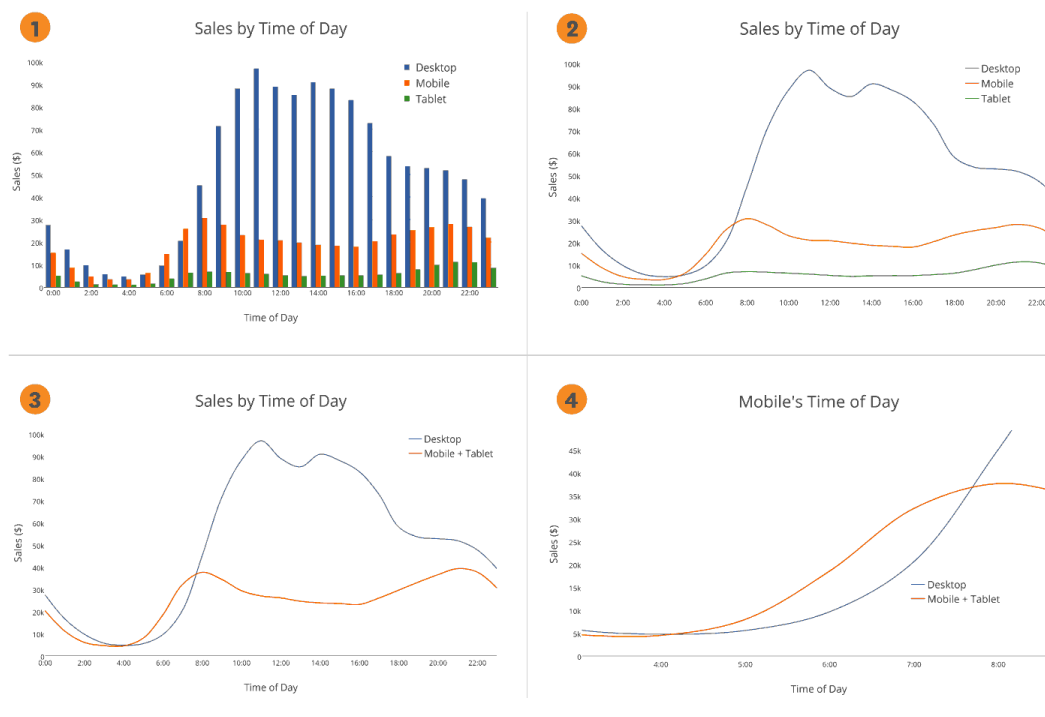 1
Sales by Time of Day
100k
90k
80k
70k
60k
50k
40k
30k
20k
10k
0
Sales ($)
Desktop
Mobile
Tablet
0:00 2:00 4:00 6:00 8:00 10:00 12:00 14:00 16:00 18:00 20:00 22:00
Time of Day
2
Sales by Time of Day
100k
90k
80k
70k
60k
50k
40k
30k
20k
10k
0
Sales ($)
Desktop
Mobile
Tablet
0:00 2:00 4:00 6:00 8:00 10:00 12:00 14:00 16:00 18:00 20:00 22:0
Time of Day
3
Sales by Time of Day
100k
90k
80k
70k
60k
50k
40k
30k
20k
10k
0
Sales ($)
Desktop
Mobile + Tablet
0:00 2:00 4:00 6:00 8:00 10:00 12:00 14:00 16:00 18:00 20:00 22:00
Time of Day
4
Mobile's Time of Day
45k
40k
35k
30k
25k
20k
15k
10k
5k
0
Sales ($)
Desktop
Mobile + Tablet
4:00 5:00 6:00 7:00 8:00
Time of Day